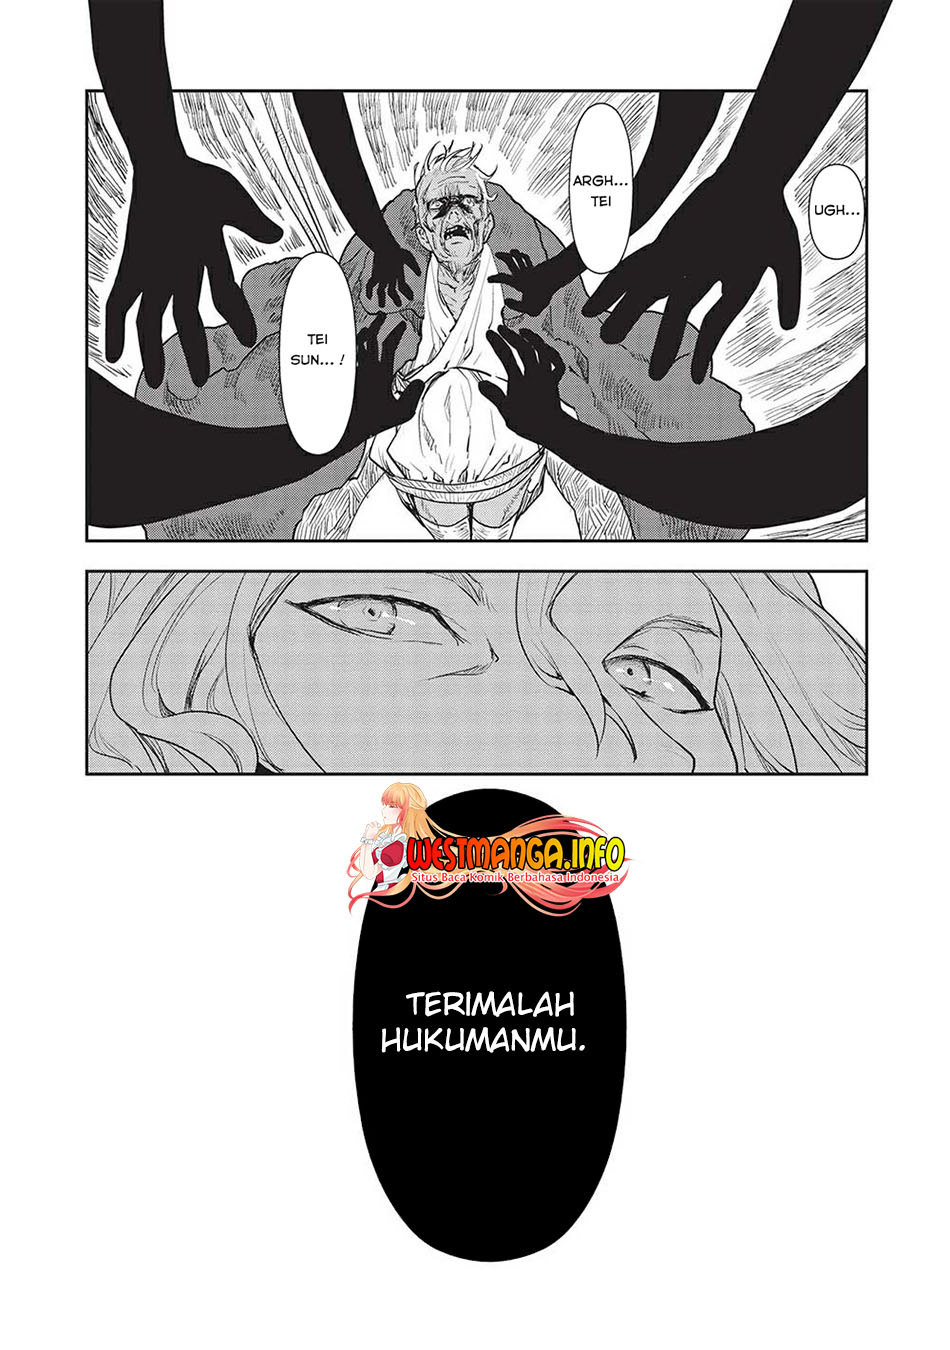 UGH...
ARGH...
TEI
TEI
SUN... !
WESTMANGA.INFO
Situs Baca Komik Berbahasa Indonesia
TERIMALAH
HUKUMANMU.